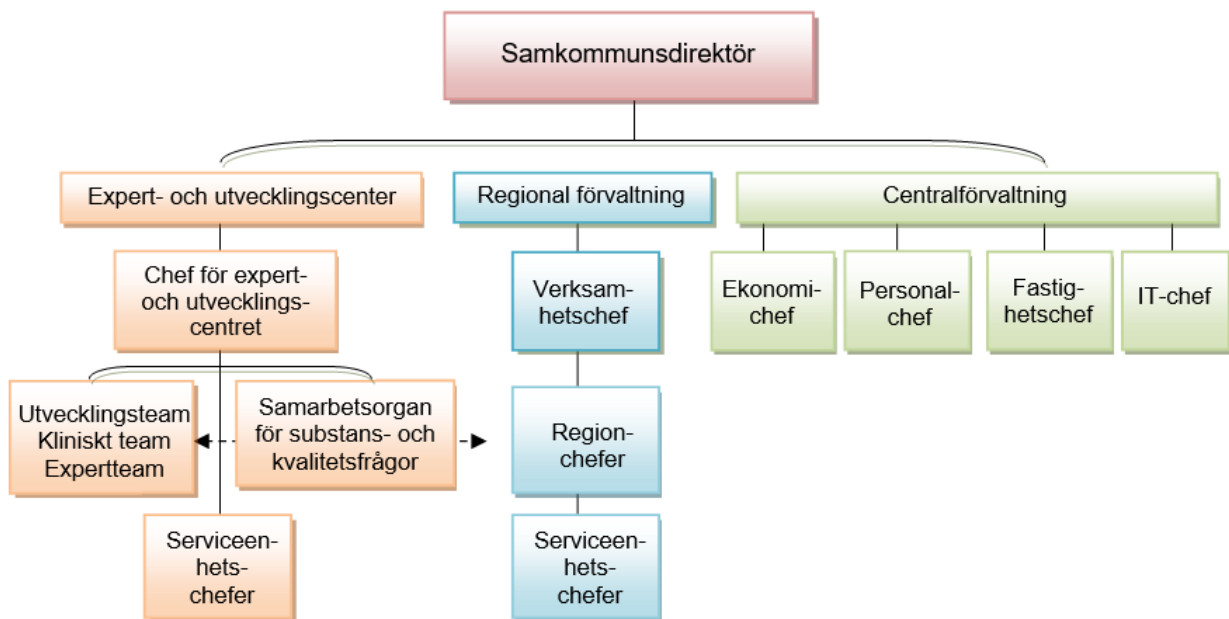 Samkommunsdirektör
Expert- och utvecklingscenter
Regional förvaltning
Centralförvaltning
Chef för expert-
och utvecklings-
centret
Verksam-
hetschef
Ekonomi-
chef
Personal-
chef
Fastig-
hetschef
IT-chef
Utvecklingsteam
Kliniskt team
Expertteam
Samarbetsorgan
för substans- och
kvalitetsfrågor
Region-
chefer
Serviceen-
hets-
chefer
Serviceen-
hets-
chefer